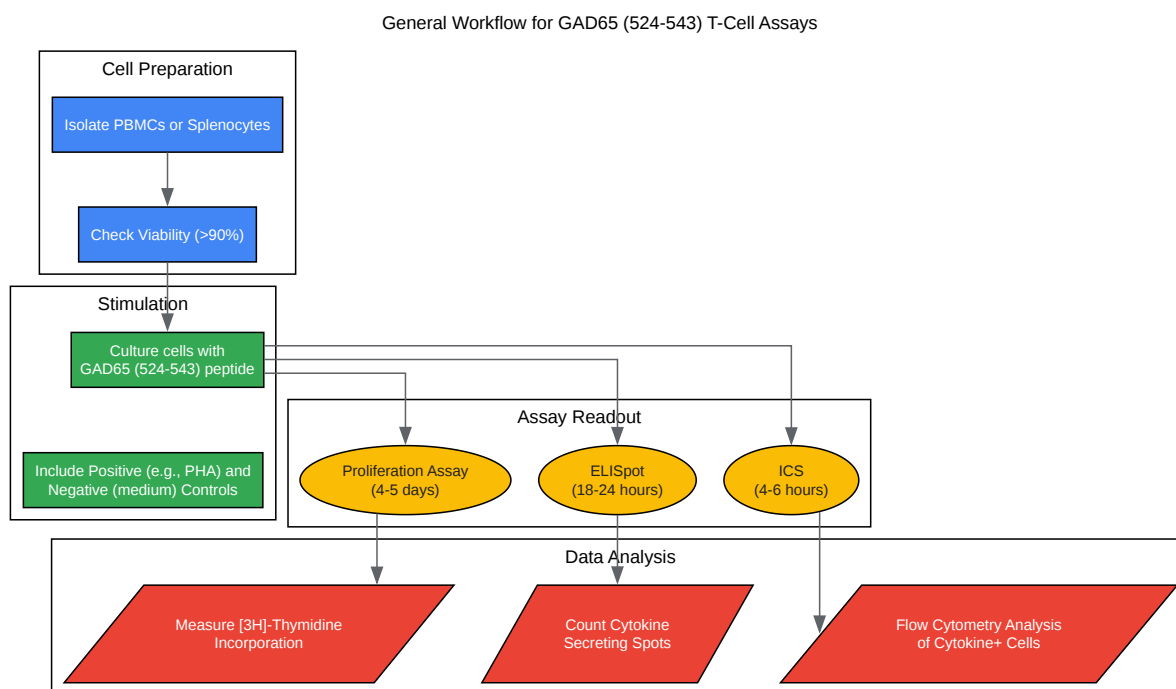 General Workflow for GAD65 (524-543) T-Cell Assays
Cell Preparation
Isolate PBMCs or Splenocytes
Check Viability (>90%)
Stimulation
Culture cells with
GAD65 (524-543) peptide
Include Positive (e.g., PHA) and
Negative (medium) Controls
Assay Readout
Proliferation Assay
(4-5 days)
ELISpot
(18-24 hours)
ICS
(4-6 hours)
Data Analysis
Measure [3H]-Thymidine
Incorporation
Count Cytokine
Secreting Spots
Flow Cytometry Analysis
of Cytokine+ Cells